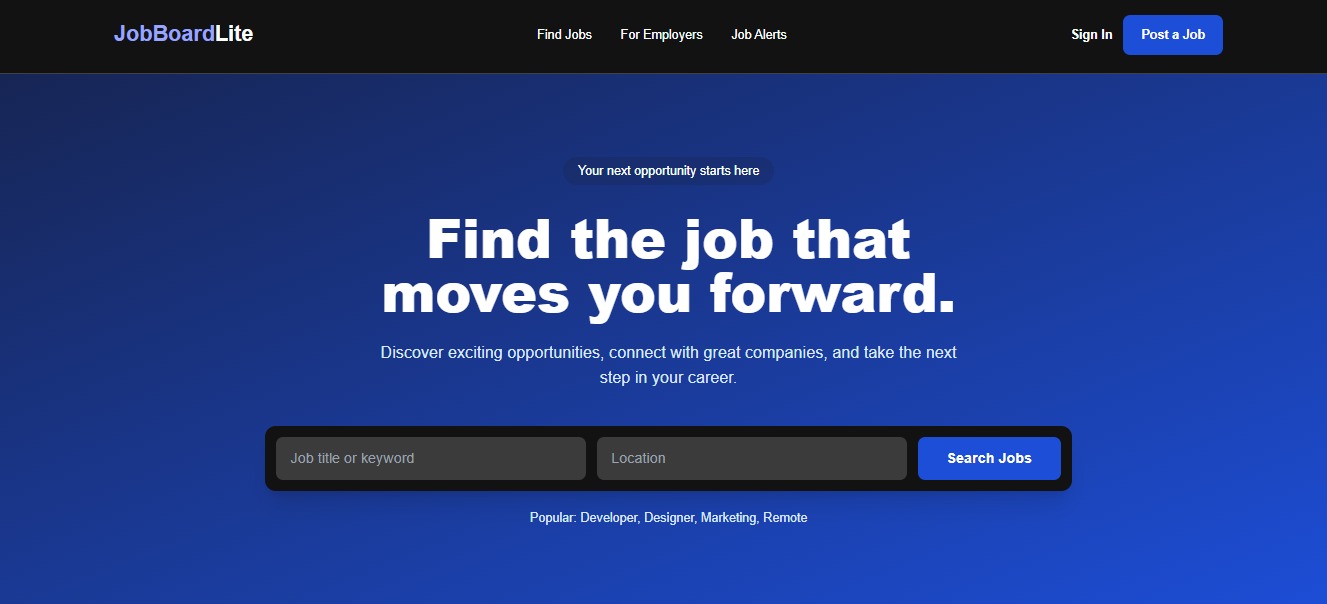 JobBoardLite
Find Jobs
For Employers
Job Alerts
Sign In
Post a Job
Your next opportunity starts here
Find the job that
moves you forward.
Discover exciting opportunities, connect with great companies, and take the next
step in your career.
Job title or keyword
Location
Search Jobs
Popular: Developer, Designer, Marketing, Remote